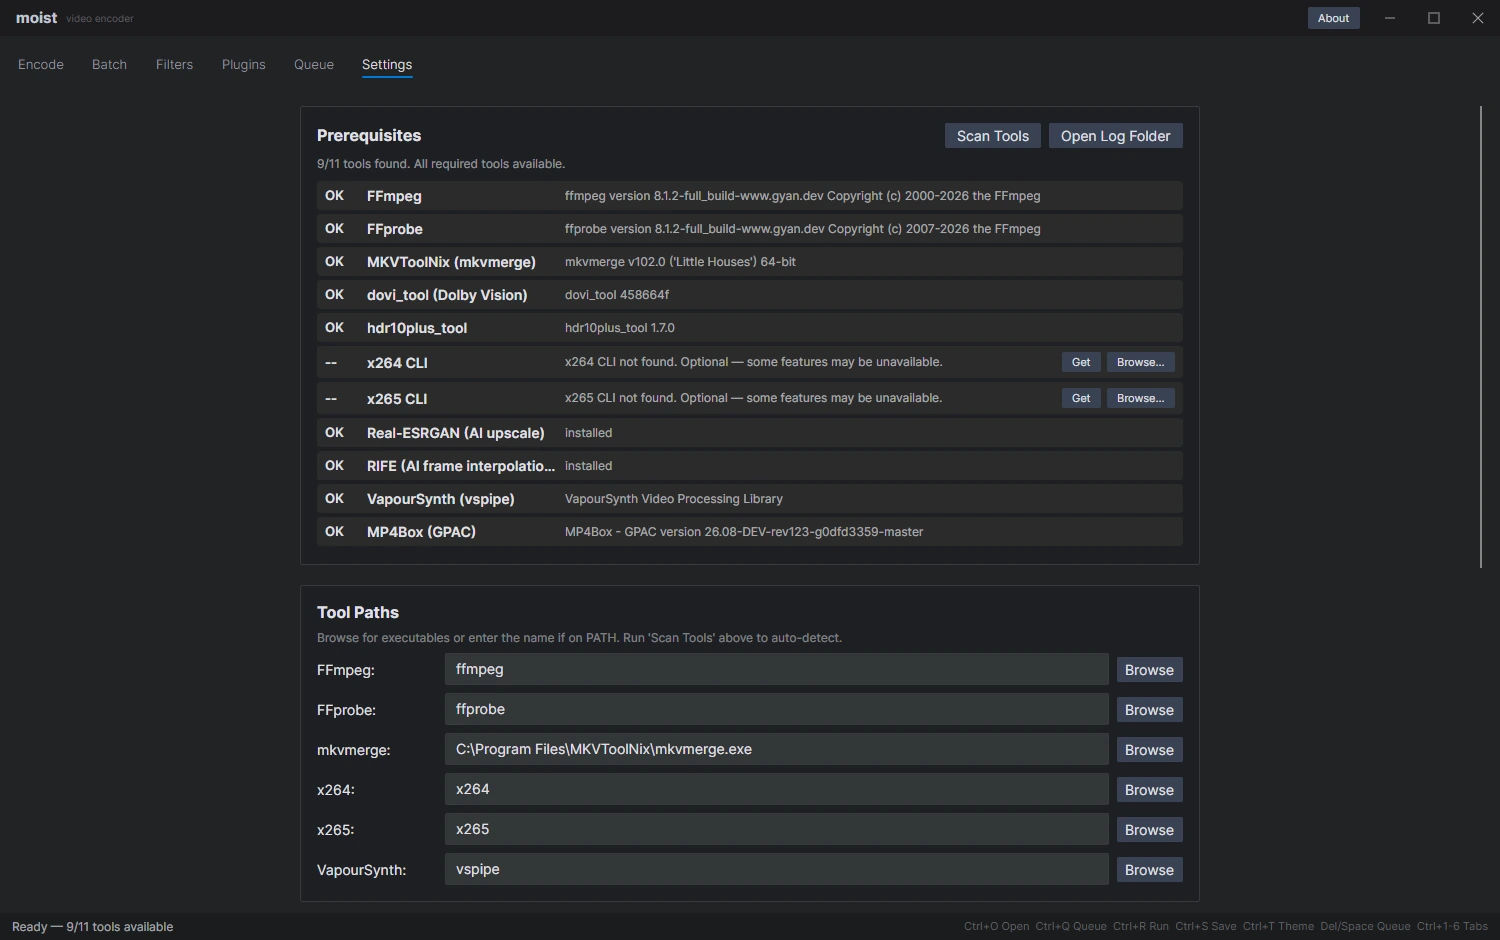 moist video encoder About
Encode Batch Filters Plugins Queue Settings
Prerequisites Scan Tools Open Log Folder
9/11 tools found. All required tools available.
OK FFmpeg ffmpeg version 8.1.2-full_build-www.gyan.dev Copyright (c) 2000-2026 the FFmpeg
OK FFprobe ffprobe version 8.1.2-full_build-www.gyan.dev Copyright (c) 2007-2026 the FFmpeg
OK MKVToolNix (mkvmerge) mkvmerge v102.0 ('Little Houses') 64-bit
OK dovi_tool (Dolby Vision) dovi_tool 458664f
OK hdr10plus_tool hdr10plus_tool 1.7.0
-- x264 CLI x264 CLI not found. Optional — some features may be unavailable. Get Browse...
-- x265 CLI x265 CLI not found. Optional — some features may be unavailable. Get Browse...
OK Real-ESRGAN (AI upscale) installed
OK RIFE (AI frame interpolatio... installed
OK VapourSynth (vspipe) VapourSynth Video Processing Library
OK MP4Box (GPAC) MP4Box - GPAC version 26.08-DEV-rev123-g0dfd3359-master
Tool Paths
Browse for executables or enter the name if on PATH. Run 'Scan Tools' above to auto-detect.
FFmpeg: ffmpeg Browse
FFprobe: ffprobe Browse
mkvmerge: C:\Program Files\MKVToolNix\mkvmerge.exe Browse
x264: x264 Browse
x265: x265 Browse
VapourSynth: vspipe Browse
Ready — 9/11 tools available Ctrl+O Open Ctrl+Q Queue Ctrl+R Run Ctrl+S Save Ctrl+T Theme Del/Space Queue Ctrl+1-6 Tabs